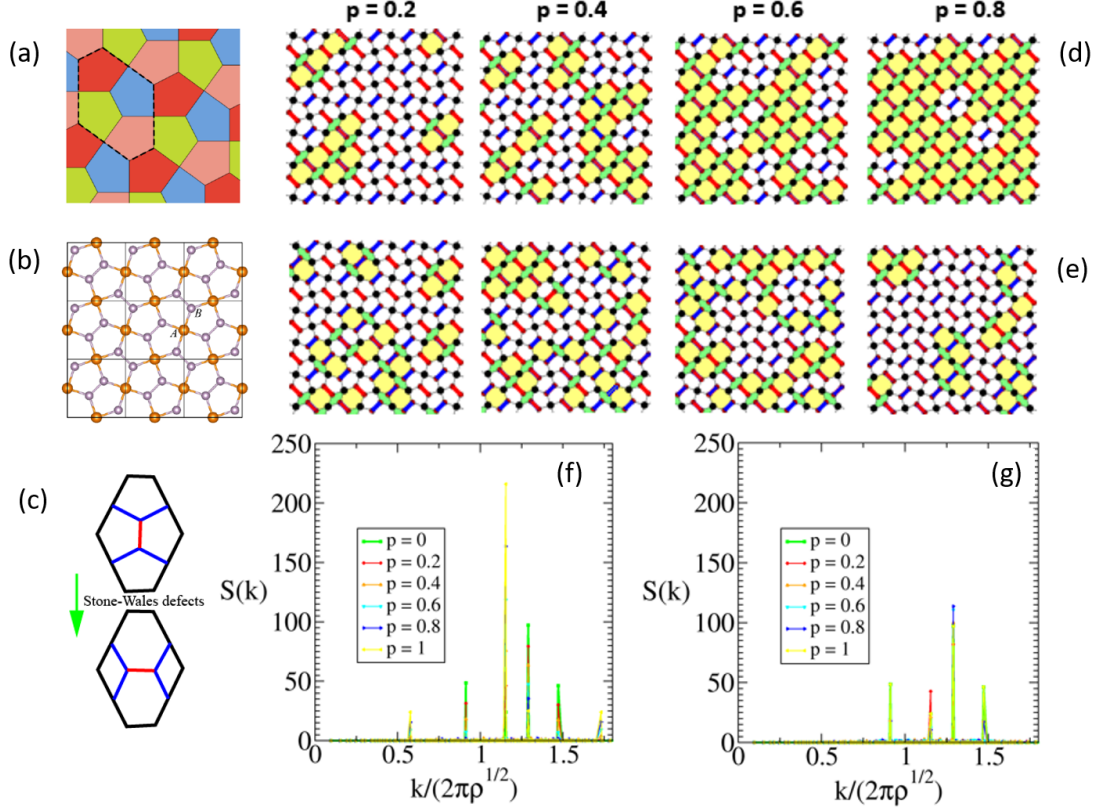 p = 0.2 p = 0.4 p = 0.6 p = 0.8
(a)
(d)
(b)
B
A
(e)
(c)
Stone-Wales defects
(f)
250
200
150
100
50
0
S(k)
p = 0
p = 0.2
p = 0.4
p = 0.6
p = 0.8
p = 1
0 0.5 1 1.5
k/(2πρ^1/2)
(g)
250
200
150
100
50
0
S(k)
p = 0
p = 0.2
p = 0.4
p = 0.6
p = 0.8
p = 1
0 0.5 1 1.5
k/(2πρ^1/2)